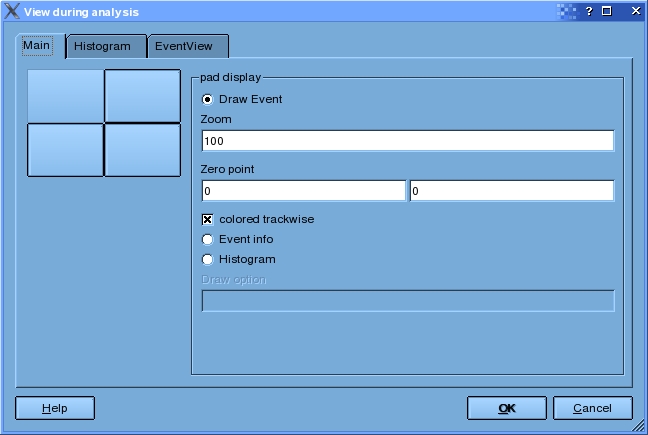 View during analysis
Main Histogram EventView
pad display
Draw Event
Zoom
100
Zero point
0 0
colored trackwise
Event info
Histogram
Draw option
Help OK Cancel